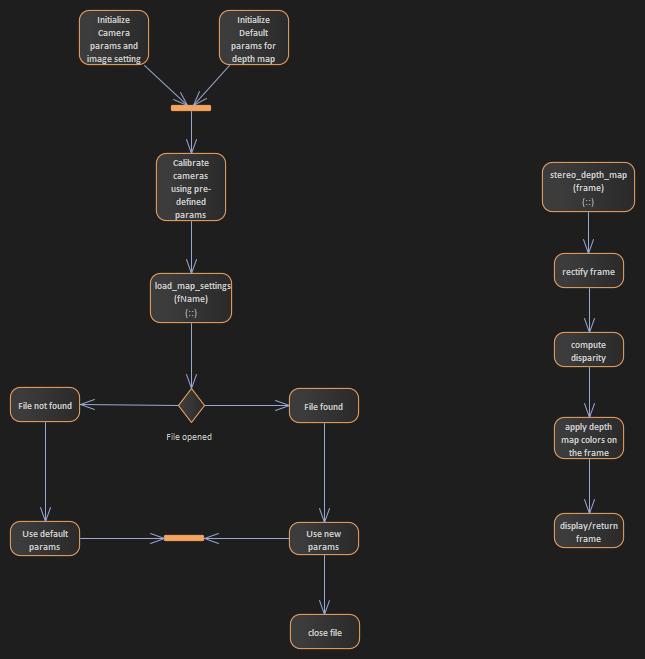 Initialize
Camera
params and
image setting
Initialize
Default
params for
depth map
Calibrate
cameras
using pre-
defined
params
load_map_settings
(fName)
(::)
File not found
File opened
File found
Use default
params
Use new
params
close file
stereo_depth_map
(frame)
(::)
rectify frame
compute
disparity
apply depth
map colors on
the frame
display/return
frame